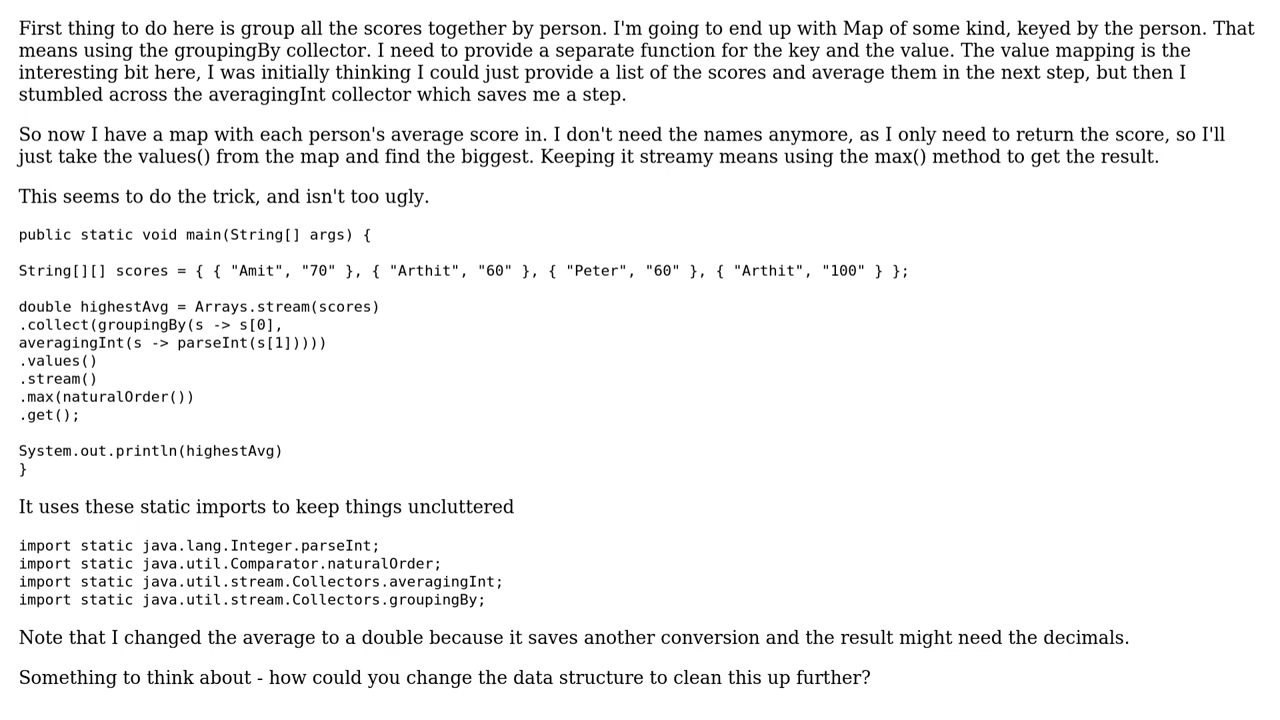 First thing to do here is group all the scores together by person. I'm going to end up with Map of some kind, keyed by the person. That
means using the groupingBy collector. I need to provide a separate function for the key and the value. The value mapping is the
interesting bit here, I was initially thinking I could just provide a list of the scores and average them in the next step, but then I
stumbled across the averagingInt collector which saves me a step.
So now I have a map with each person's average score in. I don't need the names anymore, as I only need to return the score, so I'll
just take the values() from the map and find the biggest. Keeping it streamy means using the max() method to get the result.
This seems to do the trick, and isn't too ugly.
public static void main(String[] args) {
String[][] scores = { { "Amit", "70" }, { "Arthit", "60" }, { "Peter", "60" }, { "Arthit", "100" } };
double highestAvg = Arrays.stream(scores)
.collect(groupingBy(s -> s[0],
averagingInt(s -> parseInt(s[1]))))
.values()
.stream()
.max(naturalOrder())
.get();
System.out.println(highestAvg)
}
It uses these static imports to keep things uncluttered
import static java.lang.Integer.parseInt;
import static java.util.Comparator.naturalOrder;
import static java.util.stream.Collectors.averagingInt;
import static java.util.stream.Collectors.groupingBy;
Note that I changed the average to a double because it saves another conversion and the result might need the decimals.
Something to think about - how could you change the data structure to clean this up further?